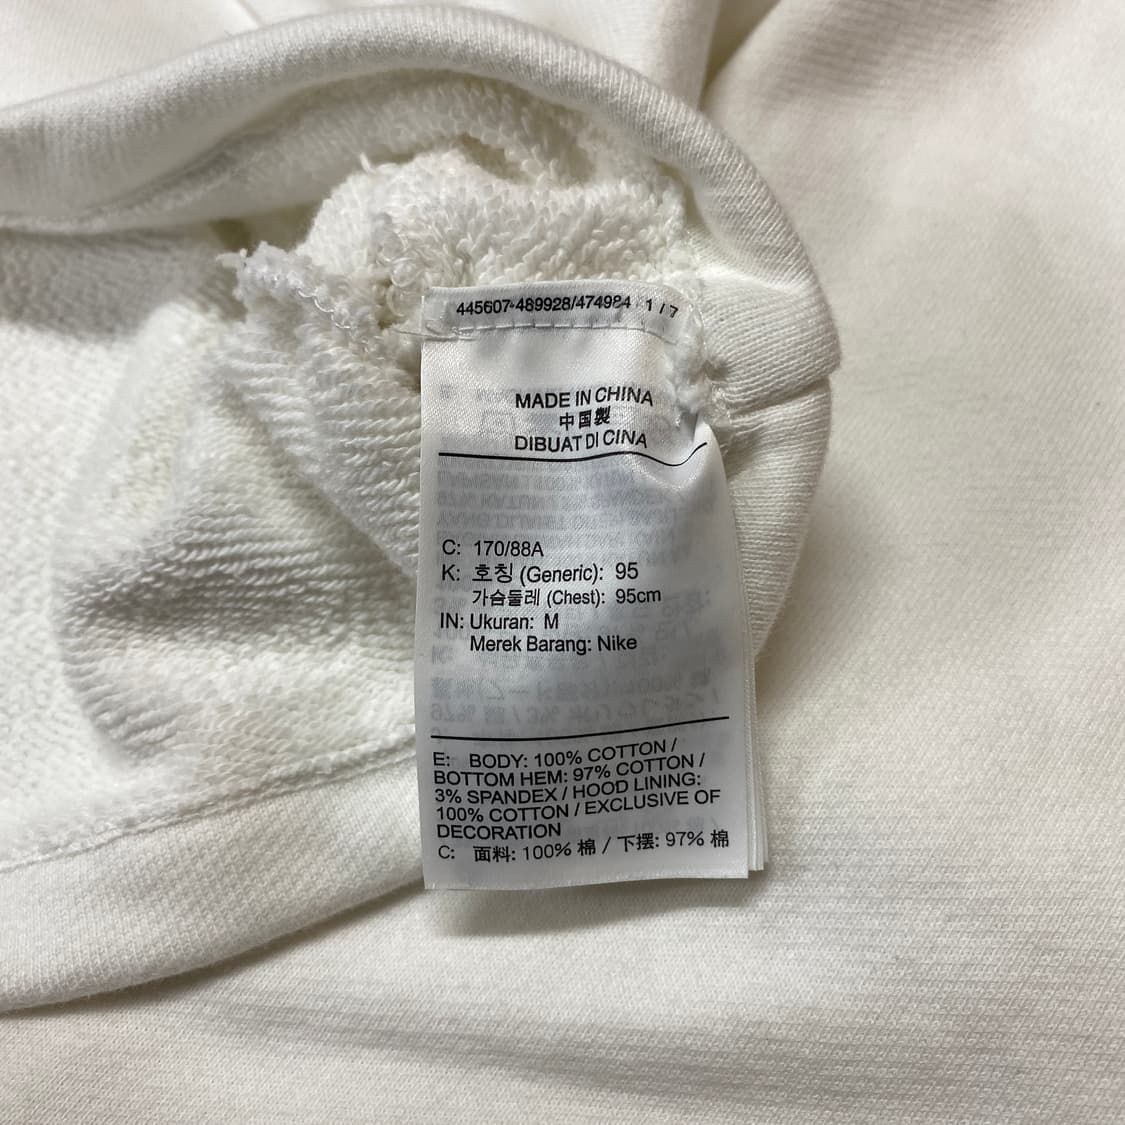 445607-489928/474984 1 / 7
MADE IN CHINA
中国製
DIBUAT DI CINA
C: 170/88A
K: 호칭 (Generic): 95
가슴둘레 (Chest): 95cm
IN: Ukuran: M
Merek Barang: Nike
E: BODY: 100% COTTON /
BOTTOM HEM: 97% COTTON /
3% SPANDEX / HOOD LINING:
100% COTTON / EXCLUSIVE OF
DECORATION
C: 面料: 100% 棉 / 下摆: 97% 棉